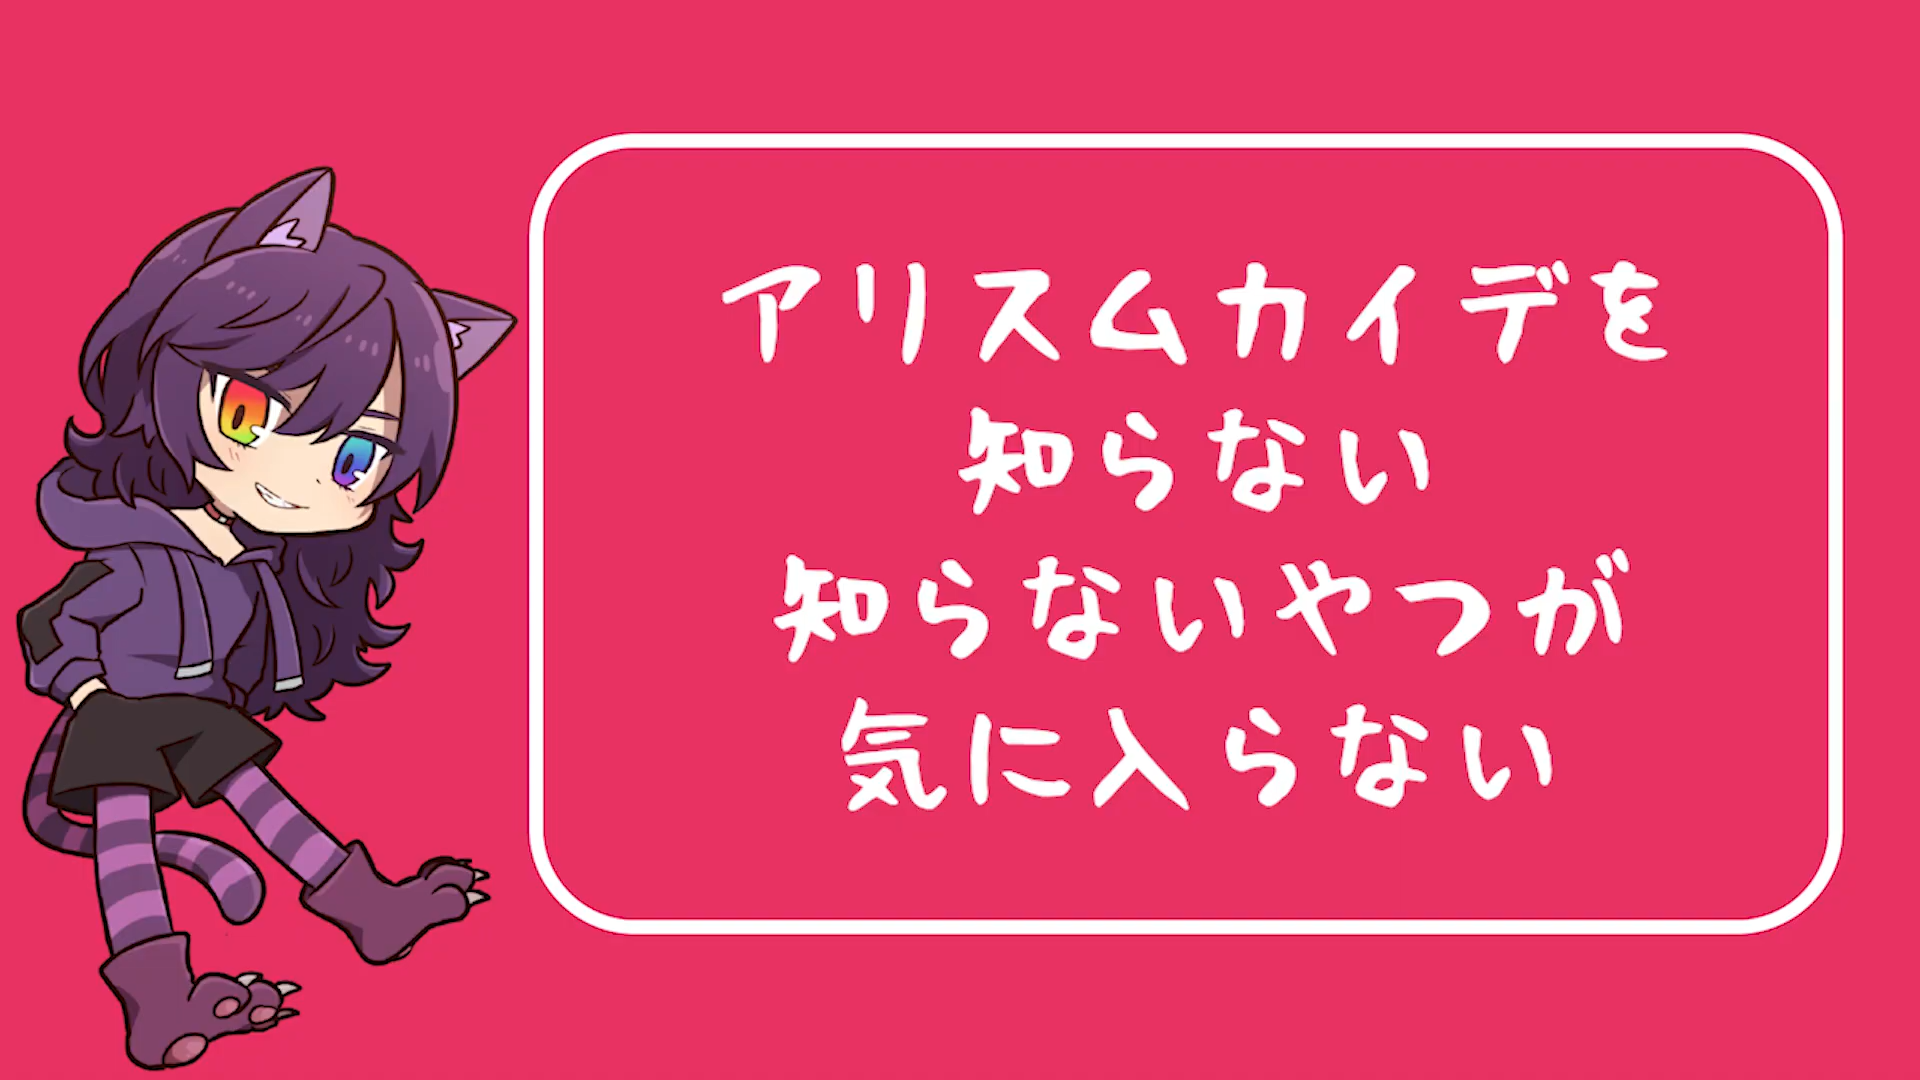 アリスムカイデを
知らない
知らないやつが
気に入らない